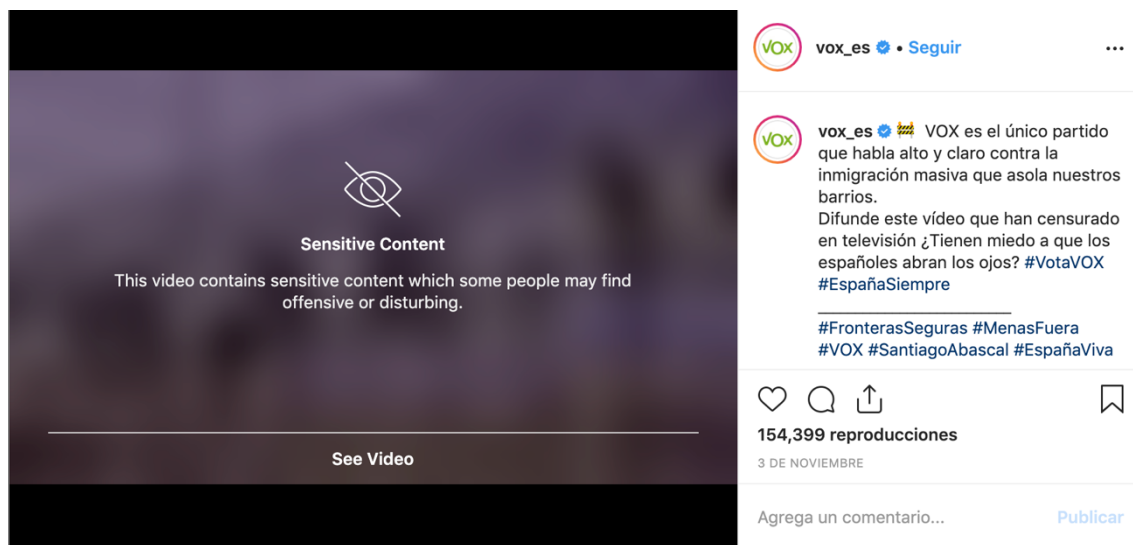 VOX
vox_es • Seguir
...
Sensitive Content
This video contains sensitive content which some people may find
offensive or disturbing.
See Video
VOX
vox_es 🚧 VOX es el único partido
que habla alto y claro contra la
inmigración masiva que asola nuestros
barrios.
Difunde este vídeo que han censurado
en televisión ¿Tienen miedo a que los
españoles abran los ojos? #VotaVOX
#EspañaSiempre
____________________
#FronterasSeguras #MenasFuera
#VOX #SantiagoAbascal #EspañaViva
154,399 reproducciones
3 DE NOVIEMBRE
Agrega un comentario... Publicar